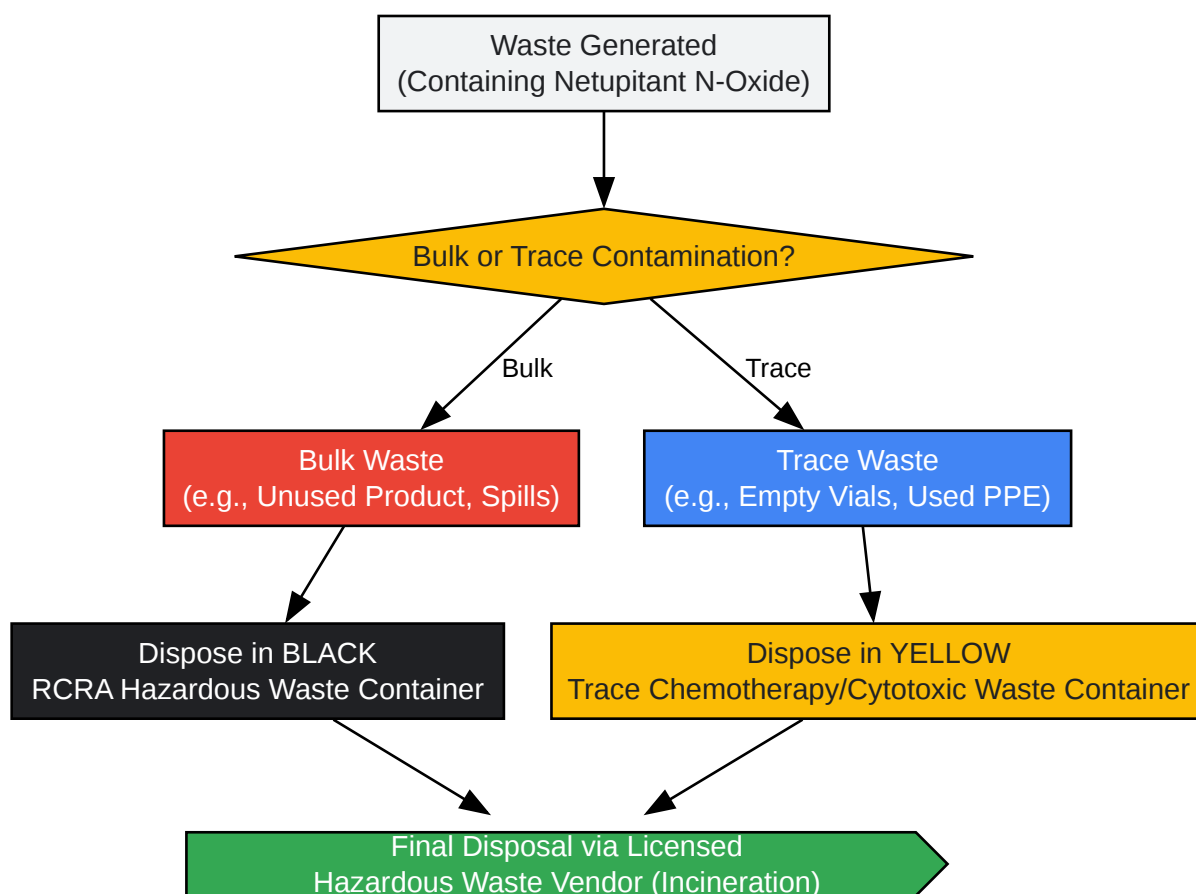 Waste Generated
(Containing Netupitant N-Oxide)
Bulk or Trace Contamination?
Bulk
Trace
Bulk Waste
(e.g., Unused Product, Spills)
Trace Waste
(e.g., Empty Vials, Used PPE)
Dispose in BLACK
RCRA Hazardous Waste Container
Dispose in YELLOW
Trace Chemotherapy/Cytotoxic Waste Container
Final Disposal via Licensed
Hazardous Waste Vendor (Incineration)